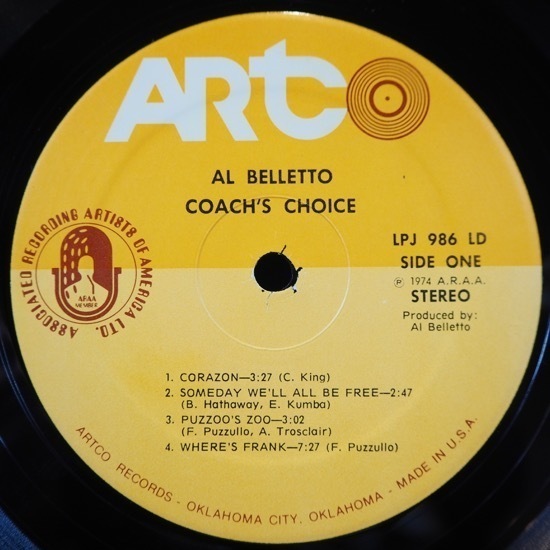 ARTCO
AL BELLETTO
COACH'S CHOICE
LPJ 986 LD
SIDE ONE
℗ 1974 A.R.A.A.
STEREO
Produced by:
Al Belletto
ASSOCIATED RECORDING ARTISTS OF AMERICA LTD.
ARAA
MEMBER
1. CORAZON—3:27 (C. King)
2. SOMEDAY WE'LL ALL BE FREE—2:47
(B. Hathaway, E. Kumba)
3. PUZZOO'S ZOO—3:02
(F. Puzzullo, A. Trosclair)
4. WHERE'S FRANK—7:27 (F. Puzzullo)
ARTCO RECORDS - OKLAHOMA CITY, OKLAHOMA - MADE IN U.S.A.